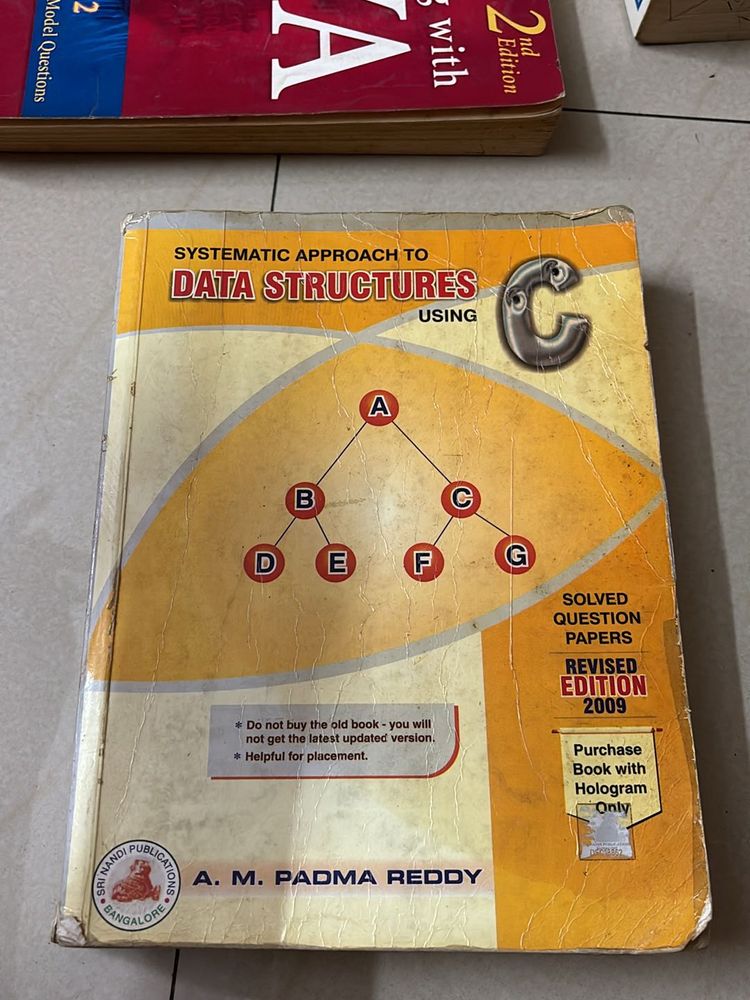 2nd
Edition
g with
VA
2
Model Questions
SYSTEMATIC APPROACH TO
DATA STRUCTURES
USING
C
A
B
C
D
E
F
G
SOLVED
QUESTION
PAPERS
REVISED
EDITION
2009
* Do not buy the old book - you will
not get the latest updated version.
* Helpful for placement.
Purchase
Book with
Hologram
Only
SRI NANDI PUBLICATIONS
• BANGALORE •
A. M. PADMA REDDY